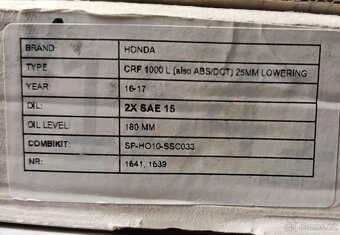 BRAND HONDA
TYPE CRF 1000 L (also ABS/DCT) 25MM LOWERING
YEAR: 16-17
OIL: 2X SAE 15
OIL LEVEL: 180 MM
COMBIKIT: SP-HO10-SSC033
NR: 1641, 1639